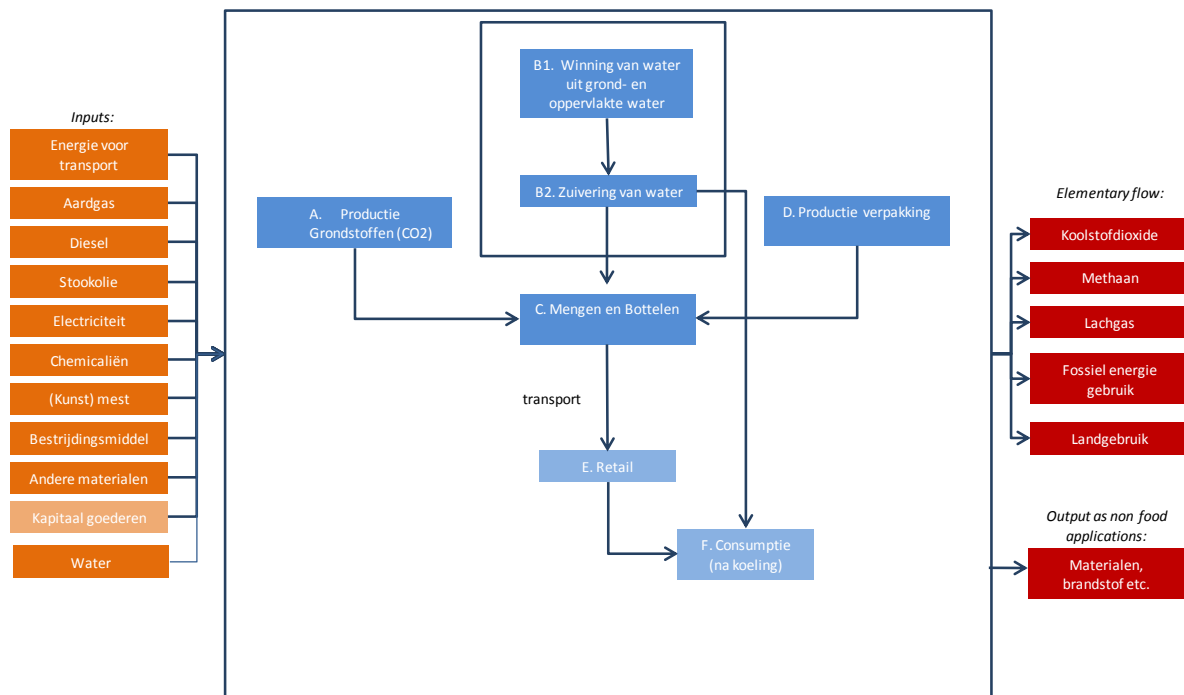 Inputs:
Energie voor
transport
Aardgas
Diesel
Stookolie
Electriciteit
Chemicaliën
(Kunst) mest
Bestrijdingsmiddel
Andere materialen
Kapitaal goederen
Water
B1. Winning van water
uit grond- en
oppervlakte water
B2. Zuivering van water
A. Productie
Grondstoffen (CO2)
D. Productie verpakking
C. Mengen en Bottelen
transport
E. Retail
F. Consumptie
(na koeling)
Elementary flow:
Koolstofdioxide
Methaan
Lachgas
Fossiel energie
gebruik
Landgebruik
Output as non food
applications:
Materialen,
brandstof etc.